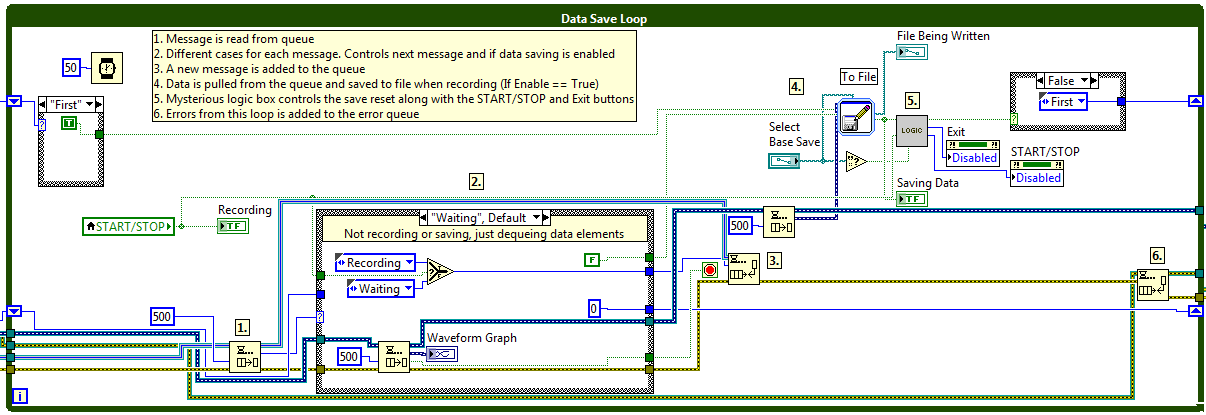 Data Save Loop
1. Message is read from queue
2. Different cases for each message. Controls next message and if data saving is enabled
3. A new message is added to the queue
4. Data is pulled from the queue and saved to file when recording (If Enable == True)
5. Mysterious logic box controls the save reset along with the START/STOP and Exit buttons
6. Errors from this loop is added to the error queue
50
"First"
T
File Being Written
To File
4.
5.
False
First
Select
Base Save
LOGIC
Exit
Disabled
START/STOP
Disabled
Saving Data
TF
2.
START/STOP
Recording
TF
"Waiting", Default
Not recording or saving, just dequeing data elements
Recording
Waiting
F
500
3.
6.
0
500
1.
Waveform Graph
500
i